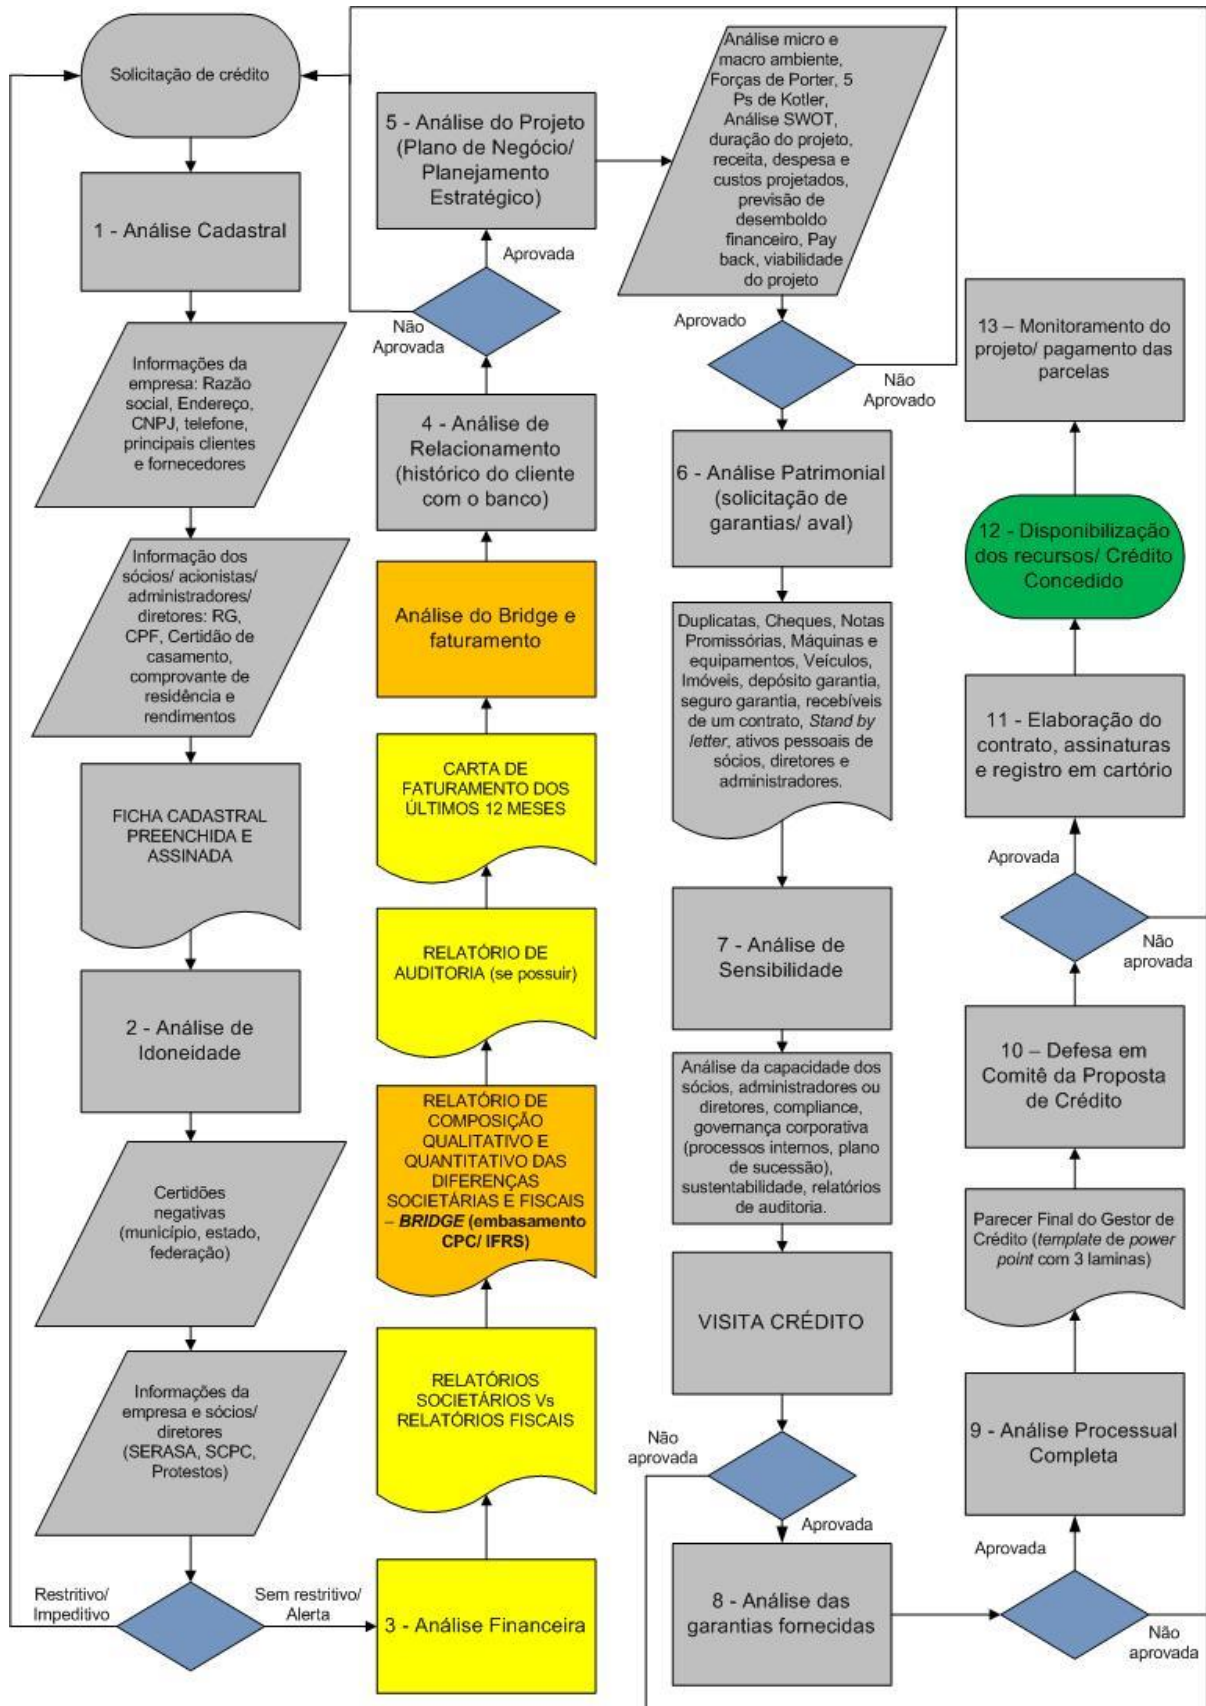 Solicitação de crédito
1 - Análise Cadastral
Informações da
empresa: Razão
social, Endereço,
CNPJ, telefone,
principais clientes
e fornecedores
Informação dos
sócios/ acionistas/
administradores/
diretores: RG,
CPF, Certidão de
casamento,
comprovante de
residência e
rendimentos
FICHA CADASTRAL
PREENCHIDA E
ASSINADA
2 - Análise de
Idoneidade
Certidões
negativas
(município, estado,
federação)
Informações da
empresa e sócios/
diretores
(SERASA, SCPC,
Protestos)
Restritivo/
Impeditivo
Sem restritivo/
Alerta
3 - Análise Financeira
RELATÓRIOS
SOCIETÁRIOS Vs
RELATÓRIOS FISCAIS
RELATÓRIO DE
COMPOSIÇÃO
QUALITATIVO E
QUANTITATIVO DAS
DIFERENÇAS
SOCIETÁRIAS E FISCAIS
– BRIDGE (embasamento
CPC/ IFRS)
RELATÓRIO DE
AUDITORIA (se possuir)
CARTA DE
FATURAMENTO DOS
ÚLTIMOS 12 MESES
Análise do Bridge e
faturamento
4 - Análise de
Relacionamento
(histórico do cliente
com o banco)
Não
Aprovada
Aprovada
5 - Análise do Projeto
(Plano de Negócio/
Planejamento
Estratégico)
Análise micro e
macro ambiente,
Forças de Porter, 5
Ps de Kotler,
Análise SWOT,
duração do projeto,
receita, despesa e
custos projetados,
previsão de
desemboldo
financeiro, Pay
back, viabilidade
do projeto
Aprovado
Não
Aprovado
6 - Análise Patrimonial
(solicitação de
garantias/ aval)
Duplicatas, Cheques, Notas
Promissórias, Máquinas e
equipamentos, Veículos,
Imóveis, depósito garantia,
seguro garantia, recebíveis
de um contrato, Stand by
letter, ativos pessoais de
sócios, diretores e
administradores.
7 - Análise de
Sensibilidade
Análise da capacidade dos
sócios, administradores ou
diretores, compliance,
governança corporativa
(processos internos, plano
de sucessão),
sustentabilidade, relatórios
de auditoria.
VISITA CRÉDITO
Não
aprovada
Aprovada
8 - Análise das
garantias fornecidas
Aprovada
Não
aprovada
9 - Análise Processual
Completa
Parecer Final do Gestor de
Crédito (template de power
point com 3 laminas)
10 – Defesa em
Comitê da Proposta
de Crédito
Aprovada
Não
aprovada
11 - Elaboração do
contrato, assinaturas
e registro em cartório
12 - Disponibilização
dos recursos/ Crédito
Concedido
13 – Monitoramento do
projeto/ pagamento das
parcelas